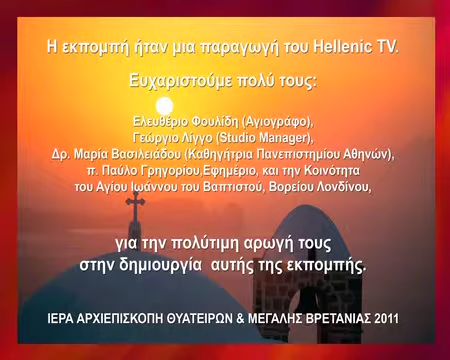 Η εκπομπή ήταν μια παραγωγή του Hellenic TV.
Ευχαριστούμε πολύ τους:
Ελευθέριο Φουλίδη (Αγιογράφο),
Γεώργιο Λίγγο (Studio Manager),
Δρ. Μαρία Βασιλειάδου (Καθηγήτρια Πανεπιστημίου Αθηνών),
π. Παύλο Γρηγορίου,Εφημέριο, και την Κοινότητα
του Αγίου Ιωάννου του Βαπτιστού, Βορείου Λονδίνου,
για την πολύτιμη αρωγή τους
στην δημιουργία αυτής της εκπομπής.
ΙΕΡΑ ΑΡΧΙΕΠΙΣΚΟΠΗ ΘΥΑΤΕΙΡΩΝ & ΜΕΓΑΛΗΣ ΒΡΕΤΑΝΙΑΣ 2011